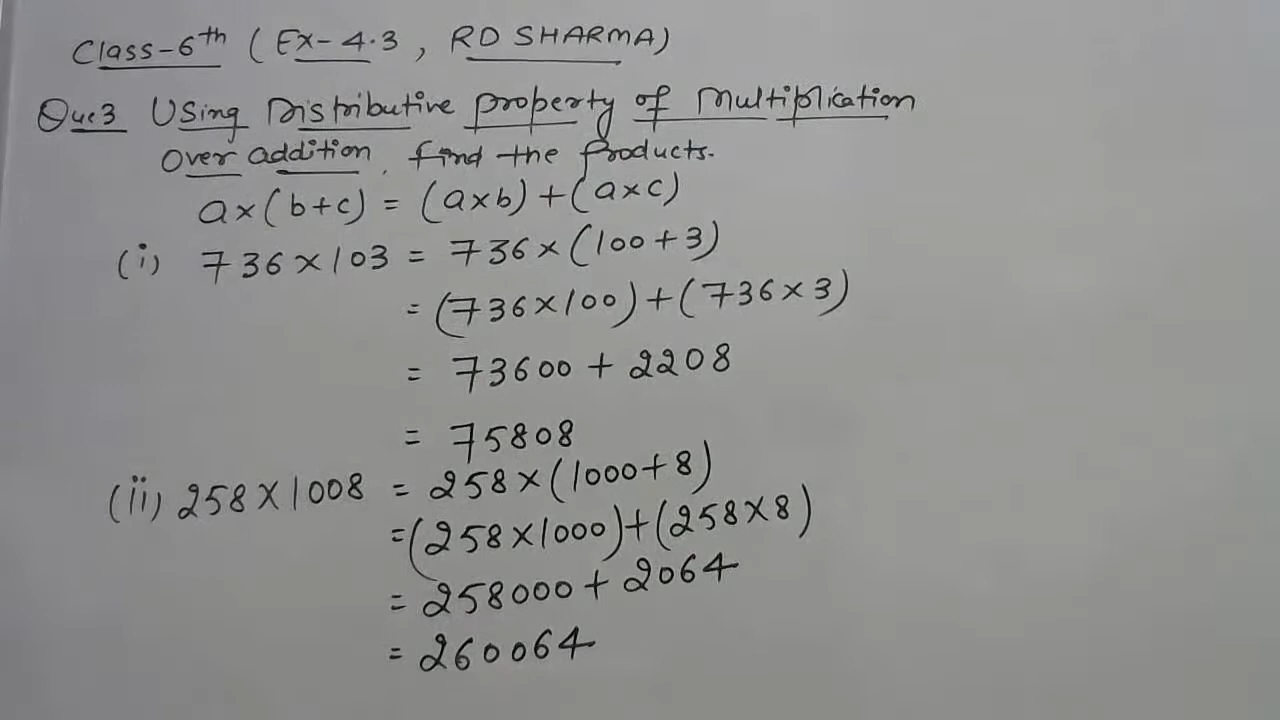 Class-6th (Ex-4.3, RD SHARMA)
Que3 Using Distributive property of Multiplication
Over addition, find the products.
a×(b+c) = (a×b)+(a×c)
(i) 736×103 = 736×(100+3)
= (736×100)+(736×3)
= 73600+2208
= 75808
(ii) 258×1008 = 258×(1000+8)
=(258×1000)+(258×8)
= 258000+2064
= 260064